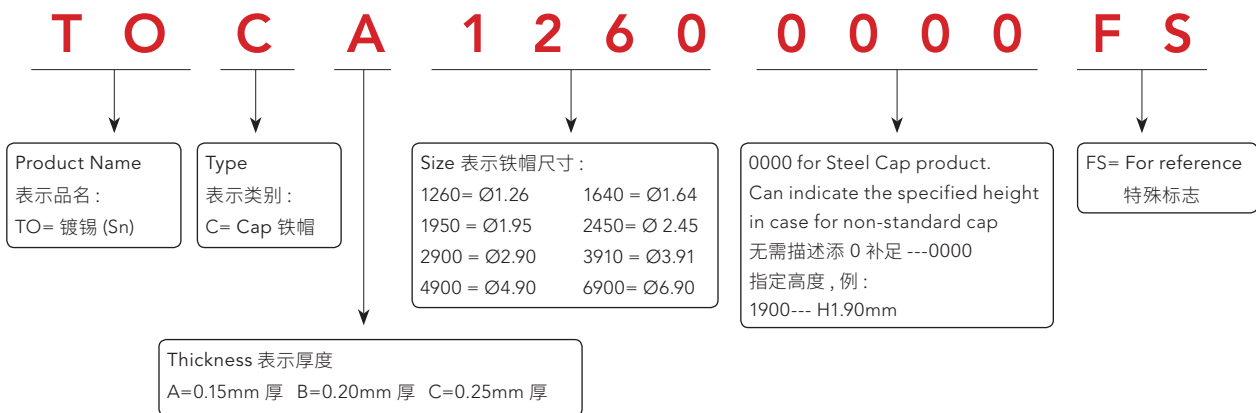 T O C A 1 2 6 0 0 0 0 0 F S
Product Name
表示品名 :
TO= 镀锡 (Sn)
Type
表示类别 :
C= Cap 铁帽
Size 表示铁帽尺寸 :
1260= Ø1.26 1640 = Ø1.64
1950 = Ø1.95 2450= Ø 2.45
2900 = Ø2.90 3910 = Ø3.91
4900 = Ø4.90 6900= Ø6.90
0000 for Steel Cap product.
Can indicate the specified height
in case for non-standard cap
无需描述添 0 补足 ---0000
指定高度 , 例 :
1900--- H1.90mm
FS= For reference
特殊标志
Thickness 表示厚度
A=0.15mm 厚 B=0.20mm 厚 C=0.25mm 厚